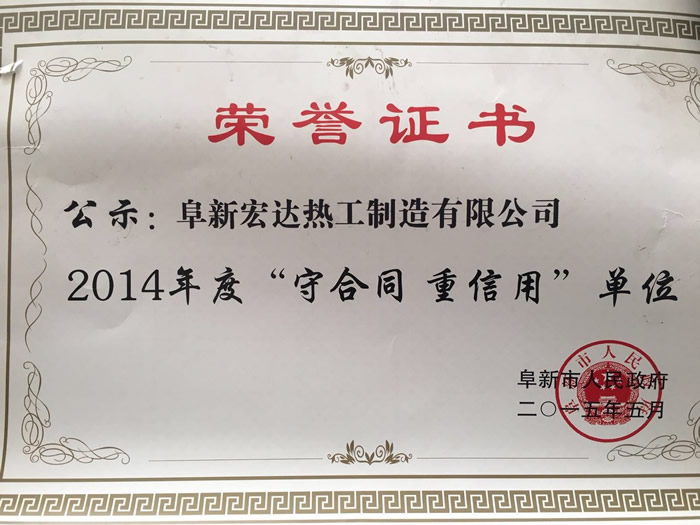 荣誉证书
公示：阜新宏达热工制造有限公司
2014年度“守合同 重信用”单位
阜新市人民政府
二〇一五年五月